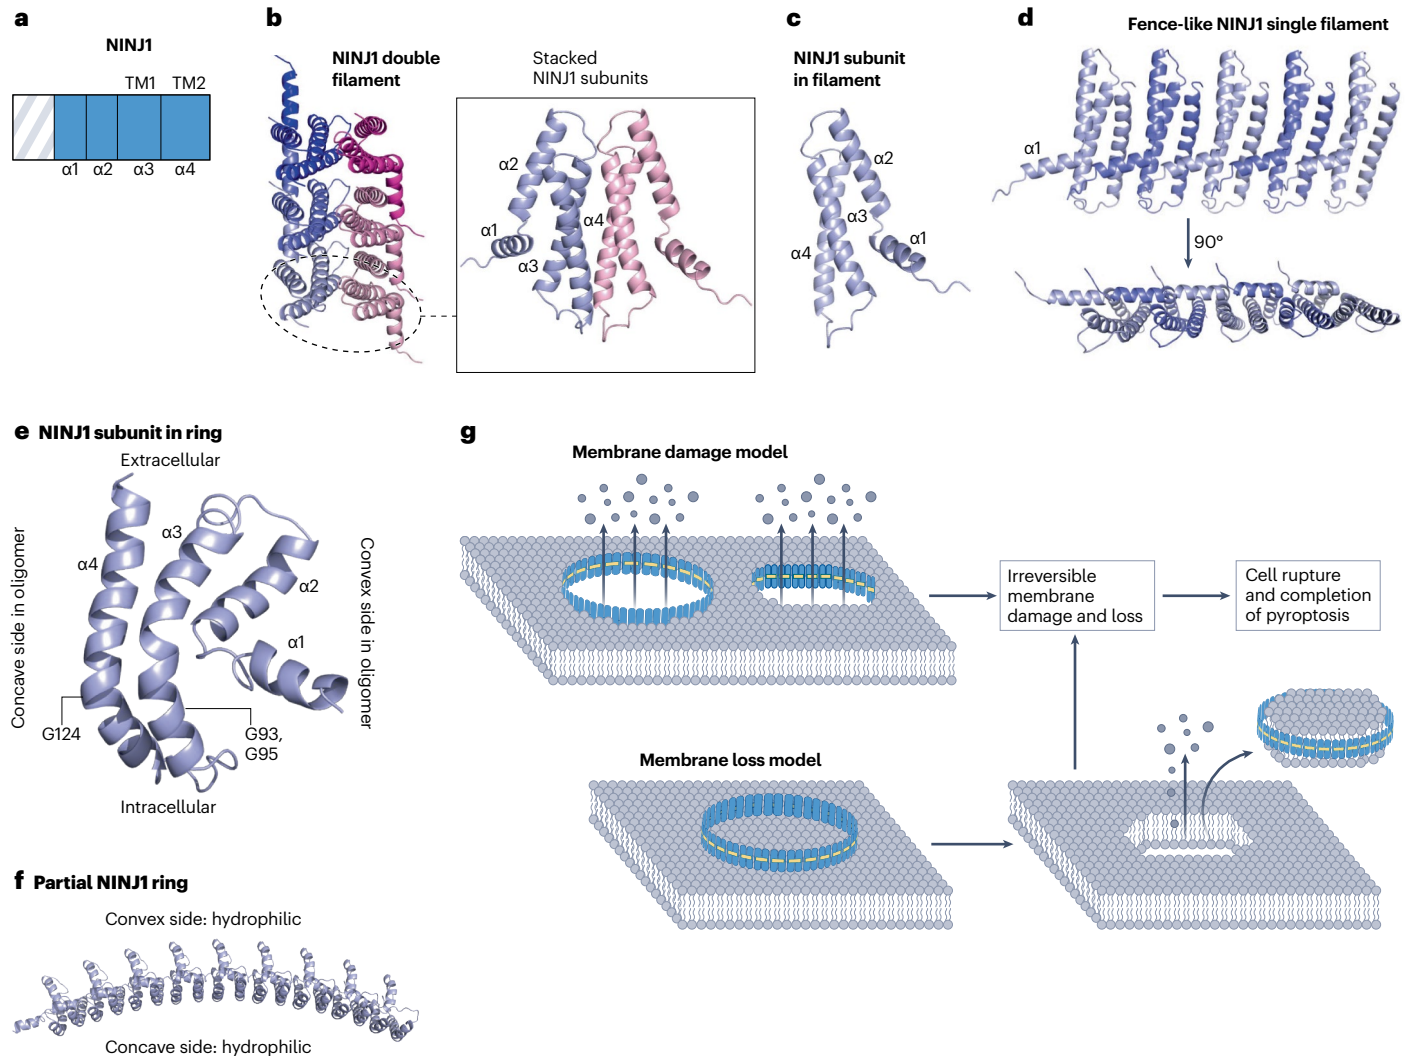 a
NINJ1
TM1 TM2
α1 α2 α3 α4
b
NINJ1 double
filament
Stacked
NINJ1 subunits
α2
α1
α4
α3
c
NINJ1 subunit
in filament
α2
α3
α1
α4
d
Fence-like NINJ1 single filament
α1
90°
e NINJ1 subunit in ring
Extracellular
Concave side in oligomer
α3
α4
α2
α1
Convex side in oligomer
G124
G93,
G95
Intracellular
f Partial NINJ1 ring
Convex side: hydrophilic
Concave side: hydrophilic
g
Membrane damage model
Irreversible
membrane
damage and loss
Cell rupture
and completion
of pyroptosis
Membrane loss model